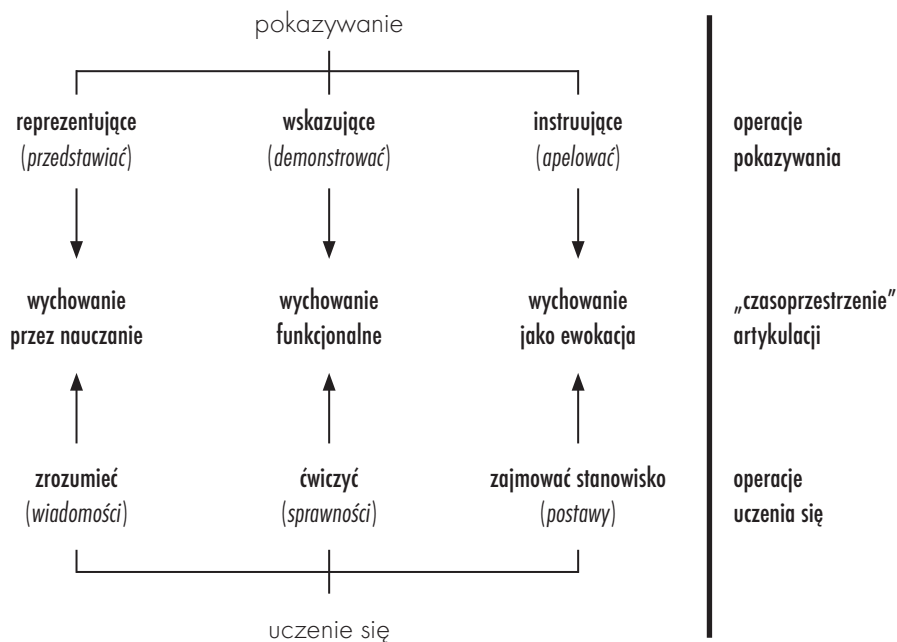 pokazywanie
reprezentujące
(przedstawiać)
wskazujące
(demonstrować)
instruujące
(apelować)
operacje
pokazywania
wychowanie
przez nauczanie
wychowanie
funkcjonalne
wychowanie
jako ewokacja
„czasoprzestrzenie”
artykulacji
zrozumieć
(wiadomości)
ćwiczyć
(sprawności)
zajmować stanowisko
(postawy)
operacje
uczenia się
uczenie się